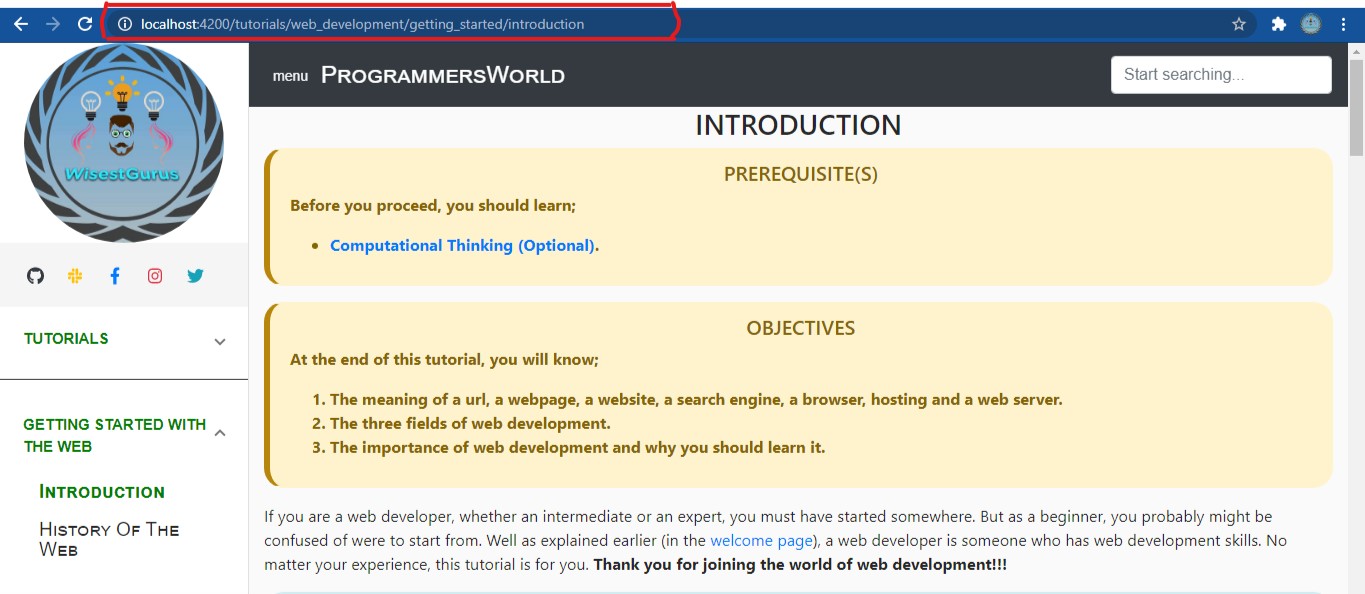 localhost:4200/tutorials/web_development/getting_started/introduction
WisestGurus
menu ProgrammersWorld
Start searching...
TUTORIALS
GETTING STARTED WITH
THE WEB
Introduction
History Of The
Web
INTRODUCTION
PREREQUISITE(S)
Before you proceed, you should learn;
• Computational Thinking (Optional).
OBJECTIVES
At the end of this tutorial, you will know;
1. The meaning of a url, a webpage, a website, a search engine, a browser, hosting and a web server.
2. The three fields of web development.
3. The importance of web development and why you should learn it.
If you are a web developer, whether an intermediate or an expert, you must have started somewhere. But as a beginner, you probably might be
confused of were to start from. Well as explained earlier (in the welcome page), a web developer is someone who has web development skills. No
matter your experience, this tutorial is for you. Thank you for joining the world of web development!!!